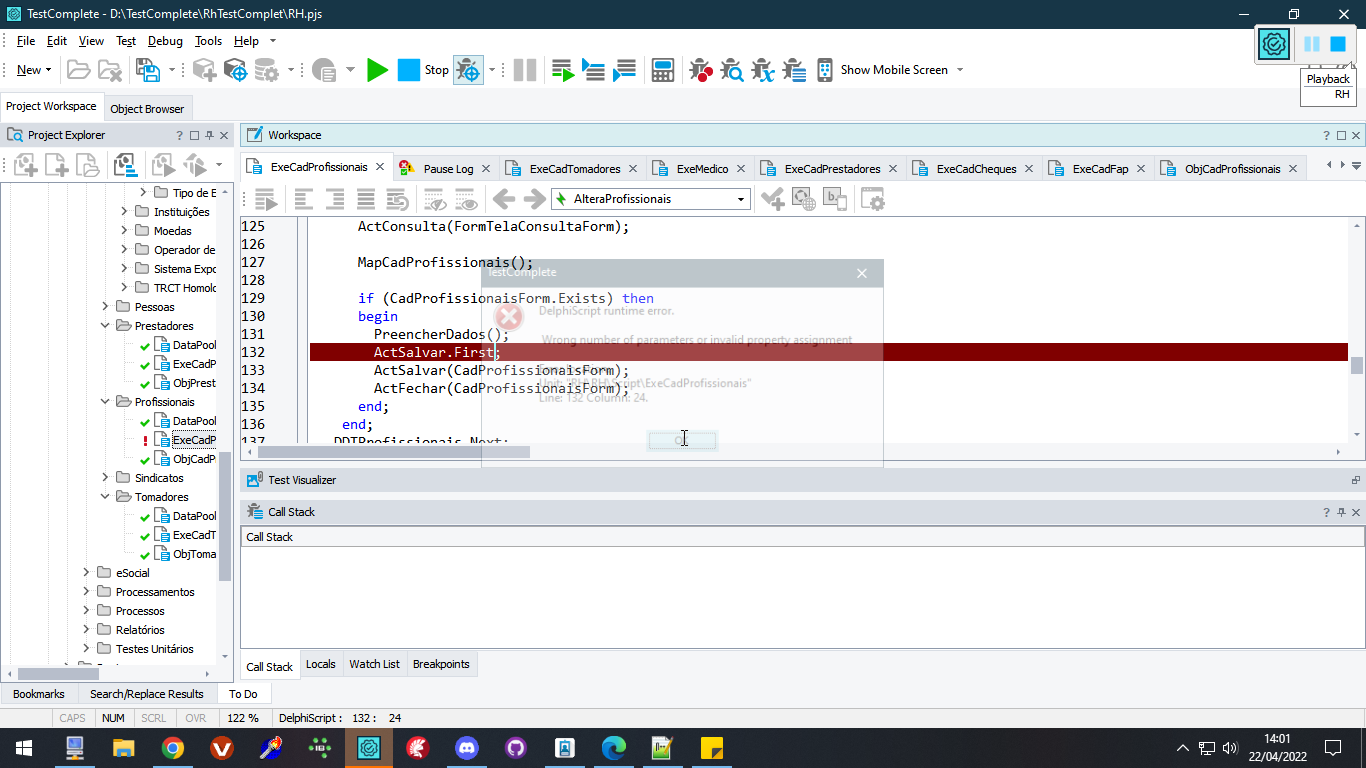 TestComplete - D:\TestComplete\RhTestComplet\RH.pjs
File Edit View Test Debug Tools Help
New Stop Show Mobile Screen
Playback
RH
Project Workspace Object Browser
Project Explorer
Workspace
ExeCadProfissionais Pause Log ExeCadTomadores ExeMedico ExeCadPrestadores ExeCadCheques ExeCadFap ObjCadProfissionais
AlteraProfissionais
Tipo de E
Instituições
Moedas
Operador de
Sistema Expo
TRCT Homolo
Pessoas
Prestadores
DataPool
ExeCadP
ObjPrest
Profissionais
DataPool
ExeCadP
ObjCadP
Sindicatos
Tomadores
DataPool
ExeCadT
ObjToma
eSocial
Processamentos
Processos
Relatórios
Testes Unitários
125 ActConsulta(FormTelaConsultaForm);
126
127 MapCadProfissionais();
128
129 if (CadProfissionaisForm.Exists) then
130 begin
131 PreencherDados();
132 ActSalvar.First;
133 ActSalvar(CadProfissionaisForm);
134 ActFechar(CadProfissionaisForm);
135 end;
136 end;
137 DDTProfissionais.Next;
TestComplete
DelphiScript runtime error.
Wrong number of parameters or invalid property assignment
Unit: "RH\RH\Script\ExeCadProfissionais"
Line: 132 Column: 24.
OK
Test Visualizer
Call Stack
Call Stack
Call Stack Locals Watch List Breakpoints
Bookmarks Search/Replace Results To Do
CAPS NUM SCRL OVR 122 % DelphiScript : 132 : 24
14:01
22/04/2022